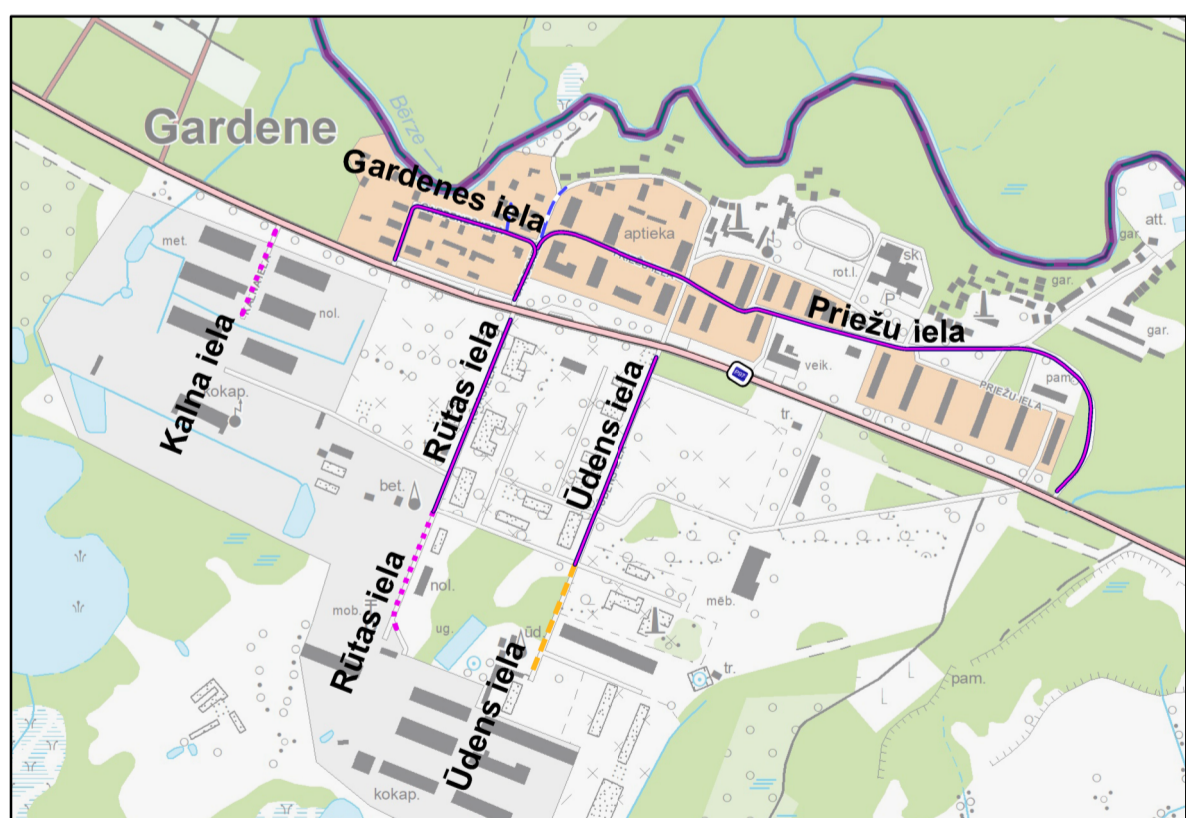 Gardene
Bērze
Gardenes iela
att.
met.
aptieka
gar.
sk.
PRIEŽU IELA
rot.l.
gar.
P
Priežu iela
nol.
gar.
Kalna iela
Rūtas iela
veik.
pam.
Ūdens iela
PRIEŽU IELA
kokap.
tr.
bet.
nol.
mēb.
mob.
Rūtas iela
ug.
ūd.
tr.
pam.
Ūdens iela
kokap.